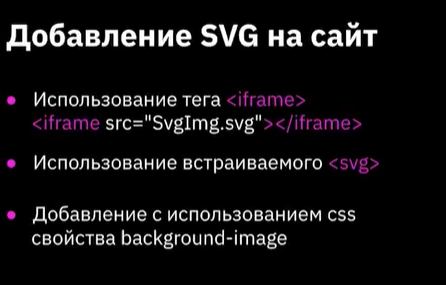 Добавление SVG на сайт
Использование тега <iframe>
<iframe src="SvgImg.svg"></iframe>
Использование встраиваемого <svg>
Добавление с использованием css
свойства background-image